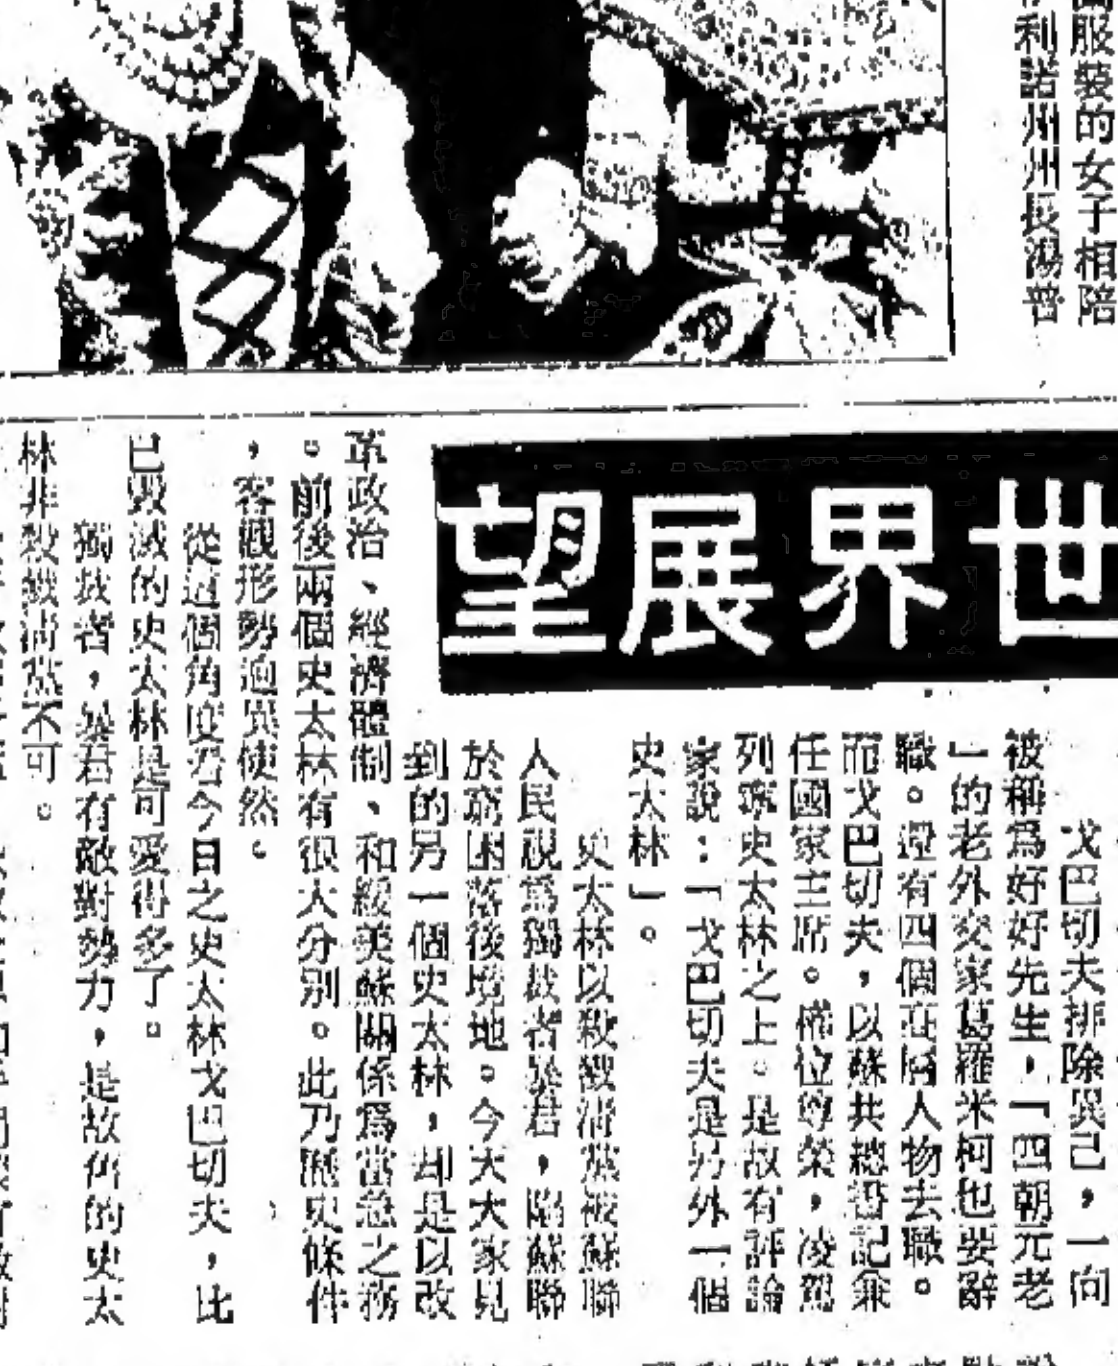 服裝的女子相陪
利諾州州長湯普
世界展望
戈巴切夫排除異己，一向
被稱為好好先生，「四朝元老
」的老外交家葛羅米柯也要辭
職。還有四個高層人物去職。
而戈巴切夫，以蘇共總書記兼
任國家主席。權位尊榮，凌駕
列寧史太林之上。是故有評論
家說：「戈巴切夫是另外一個
史太林」。
史太林以殺戮清黨被蘇聯
人民視爲獨裁者暴君，陷蘇聯
於窮困落後境地。今天大家見
到的另一個史太林，却是以改
革政治、經濟體制、和緩美蘇關係爲當急之務
。前後兩個史太林有很大分別。此乃歷史條件
，客觀形勢迫異使然。
從這個角度看今日之史太林戈巴切夫，比
已毀滅的史太林是可愛得多了。
獨裁者，暴君有敵對勢力，是故舊的史太
林非殺戮清黨不可。